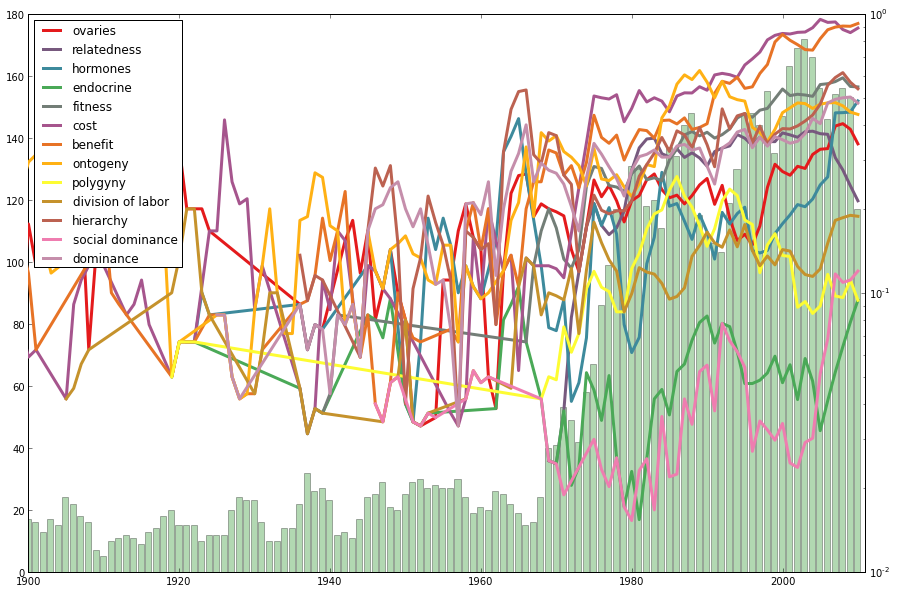 180
160
140
120
100
80
60
40
20
0
1900
1920
1940
1960
1980
2000
10^0
10^-1
10^-2
ovaries
relatedness
hormones
endocrine
fitness
cost
benefit
ontogeny
polygyny
division of labor
hierarchy
social dominance
dominance